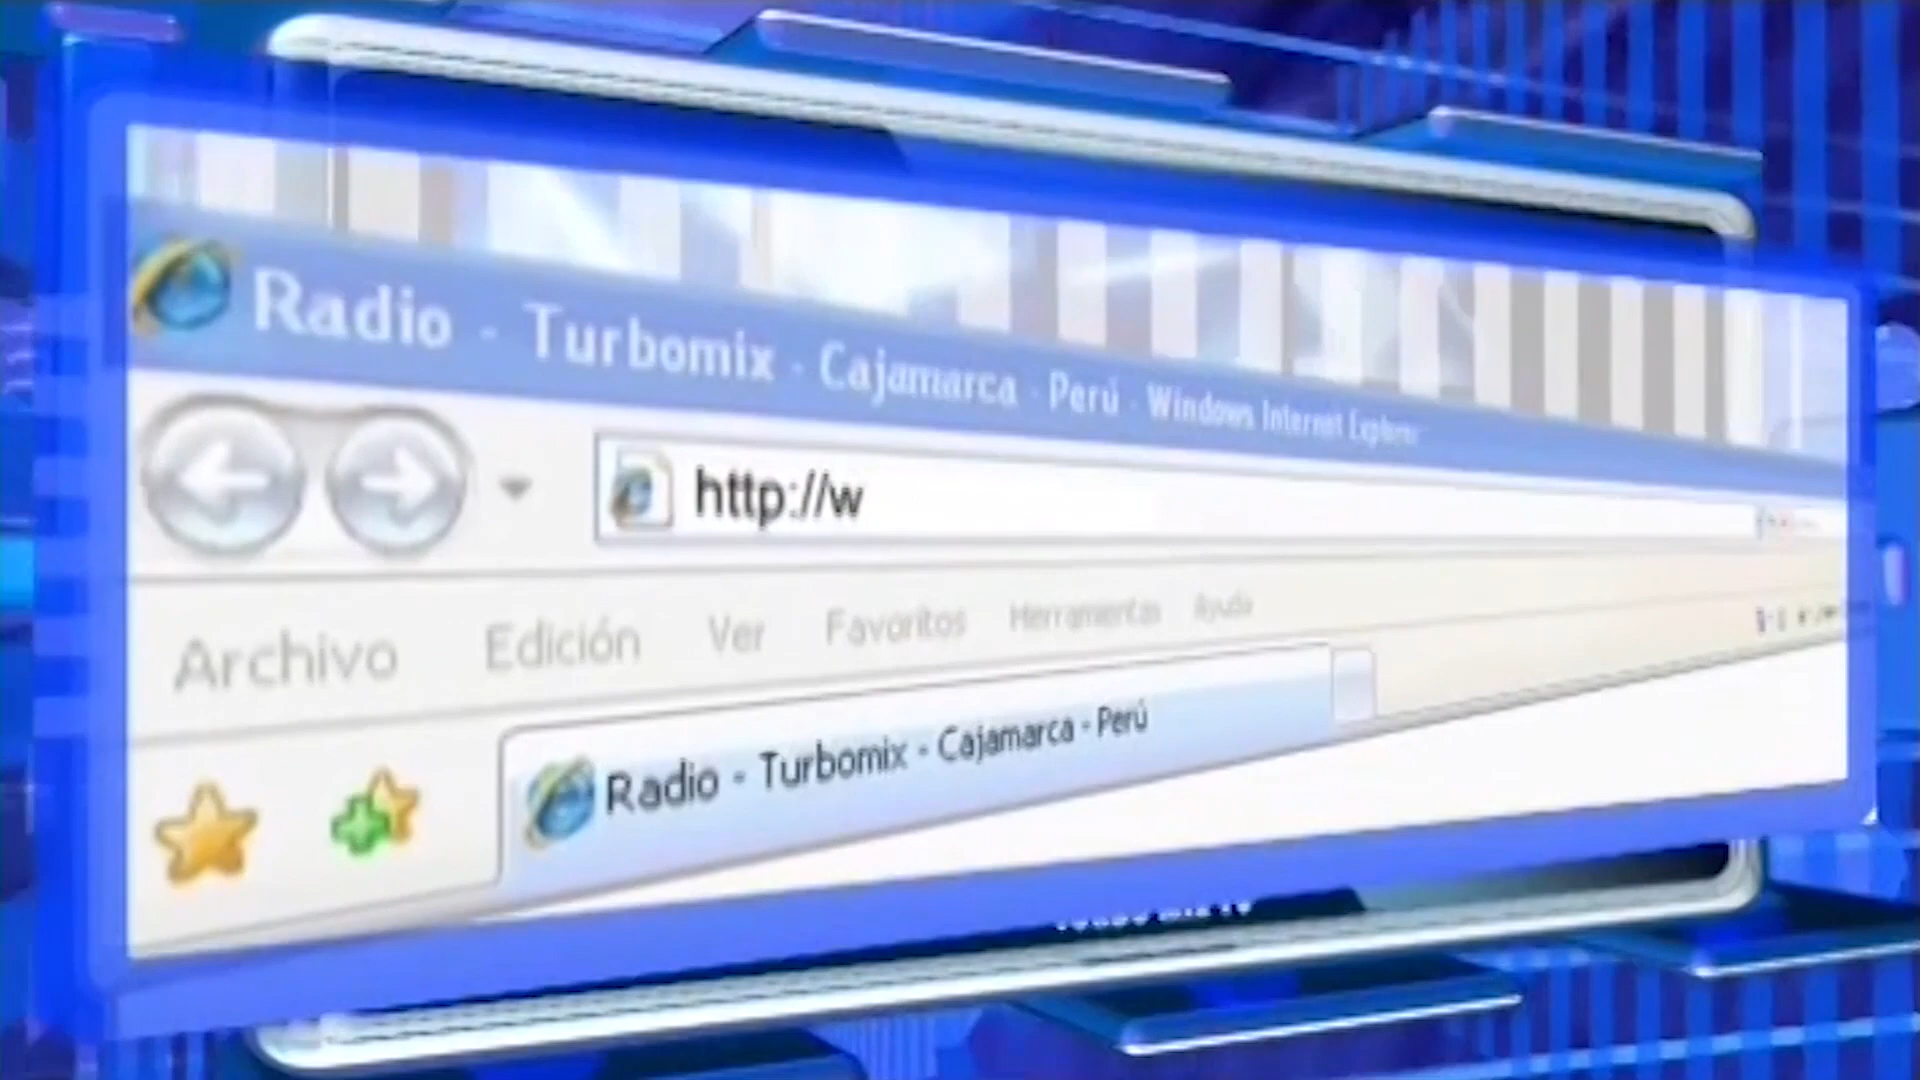 Radio - Turbomix - Cajamarca - Perú - Windows Internet Explorer
http://w
Archivo Edición Ver Favoritos Herramientas Ayuda
Radio - Turbomix - Cajamarca - Perú